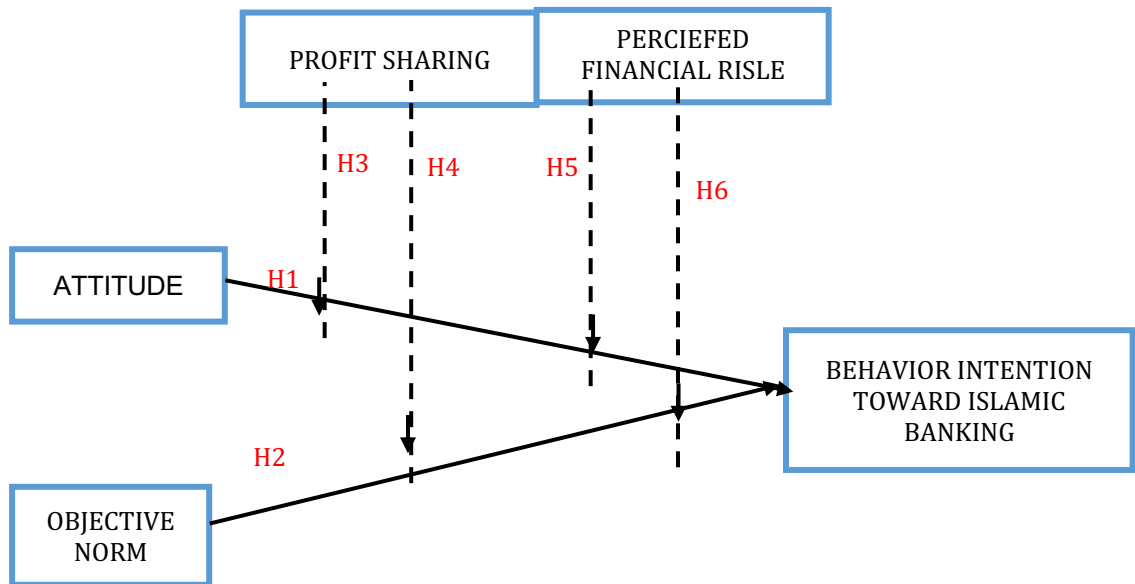 PROFIT SHARING
PERCIEFED
FINANCIAL RISLE
H3
H4
H5
H6
ATTITUDE
H1
BEHAVIOR INTENTION
TOWARD ISLAMIC
BANKING
H2
OBJECTIVE
NORM